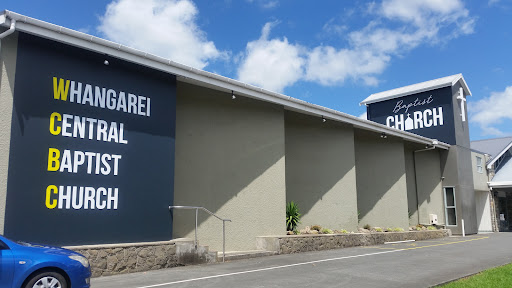 WHANGAREI
CENTRAL
BAPTIST
CHURCH
Baptist
CHURCH